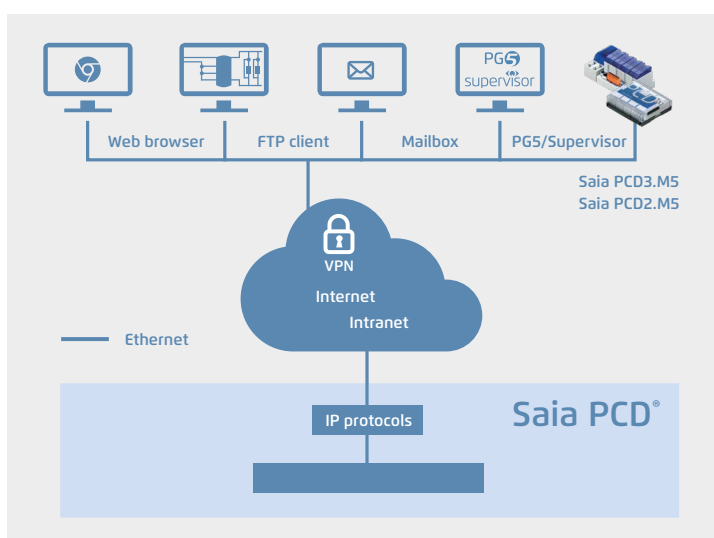 PG5
supervisor
Web browser
FTP client
Mailbox
PG5/Supervisor
Saia PCD3.M5
Saia PCD2.M5
VPN
Internet
Intranet
Ethernet
IP protocols
Saia PCD®